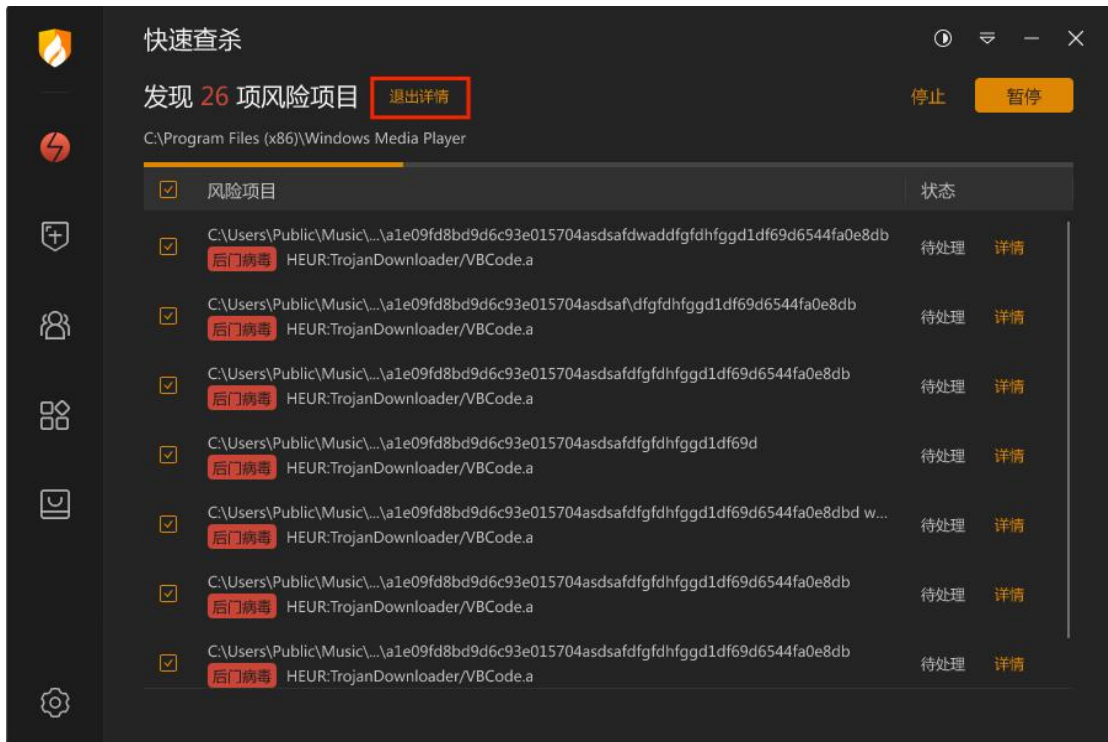 快速查杀
发现 26 项风险项目 退出详情 停止 暂停
C:\Program Files (x86)\Windows Media Player
风险项目 状态
C:\Users\Public\Music\...\a1e09fd8bd9d6c93e015704asdsafdwaddfgfdhfggd1df69d6544fa0e8db
后门病毒 HEUR:TrojanDownloader/VBCode.a 待处理 详情
C:\Users\Public\Music\...\a1e09fd8bd9d6c93e015704asdsaf\dfgfdhfggd1df69d6544fa0e8db
后门病毒 HEUR:TrojanDownloader/VBCode.a 待处理 详情
C:\Users\Public\Music\...\a1e09fd8bd9d6c93e015704asdsafdfgfdhfggd1df69d6544fa0e8db
后门病毒 HEUR:TrojanDownloader/VBCode.a 待处理 详情
C:\Users\Public\Music\...\a1e09fd8bd9d6c93e015704asdsafdfgfdhfggd1df69d
后门病毒 HEUR:TrojanDownloader/VBCode.a 待处理 详情
C:\Users\Public\Music\...\a1e09fd8bd9d6c93e015704asdsafdfgfdhfggd1df69d6544fa0e8dbd w...
后门病毒 HEUR:TrojanDownloader/VBCode.a 待处理 详情
C:\Users\Public\Music\...\a1e09fd8bd9d6c93e015704asdsafdfgfdhfggd1df69d6544fa0e8db
后门病毒 HEUR:TrojanDownloader/VBCode.a 待处理 详情
C:\Users\Public\Music\...\a1e09fd8bd9d6c93e015704asdsafdfgfdhfggd1df69d6544fa0e8db
后门病毒 HEUR:TrojanDownloader/VBCode.a 待处理 详情